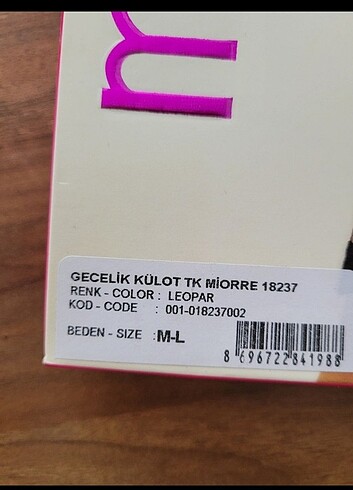 m
GECELİK KÜLOT TK MİORRE 18237
RENK - COLOR : LEOPAR
KOD - CODE : 001-018237002
BEDEN - SIZE : M-L
8 696722 841988